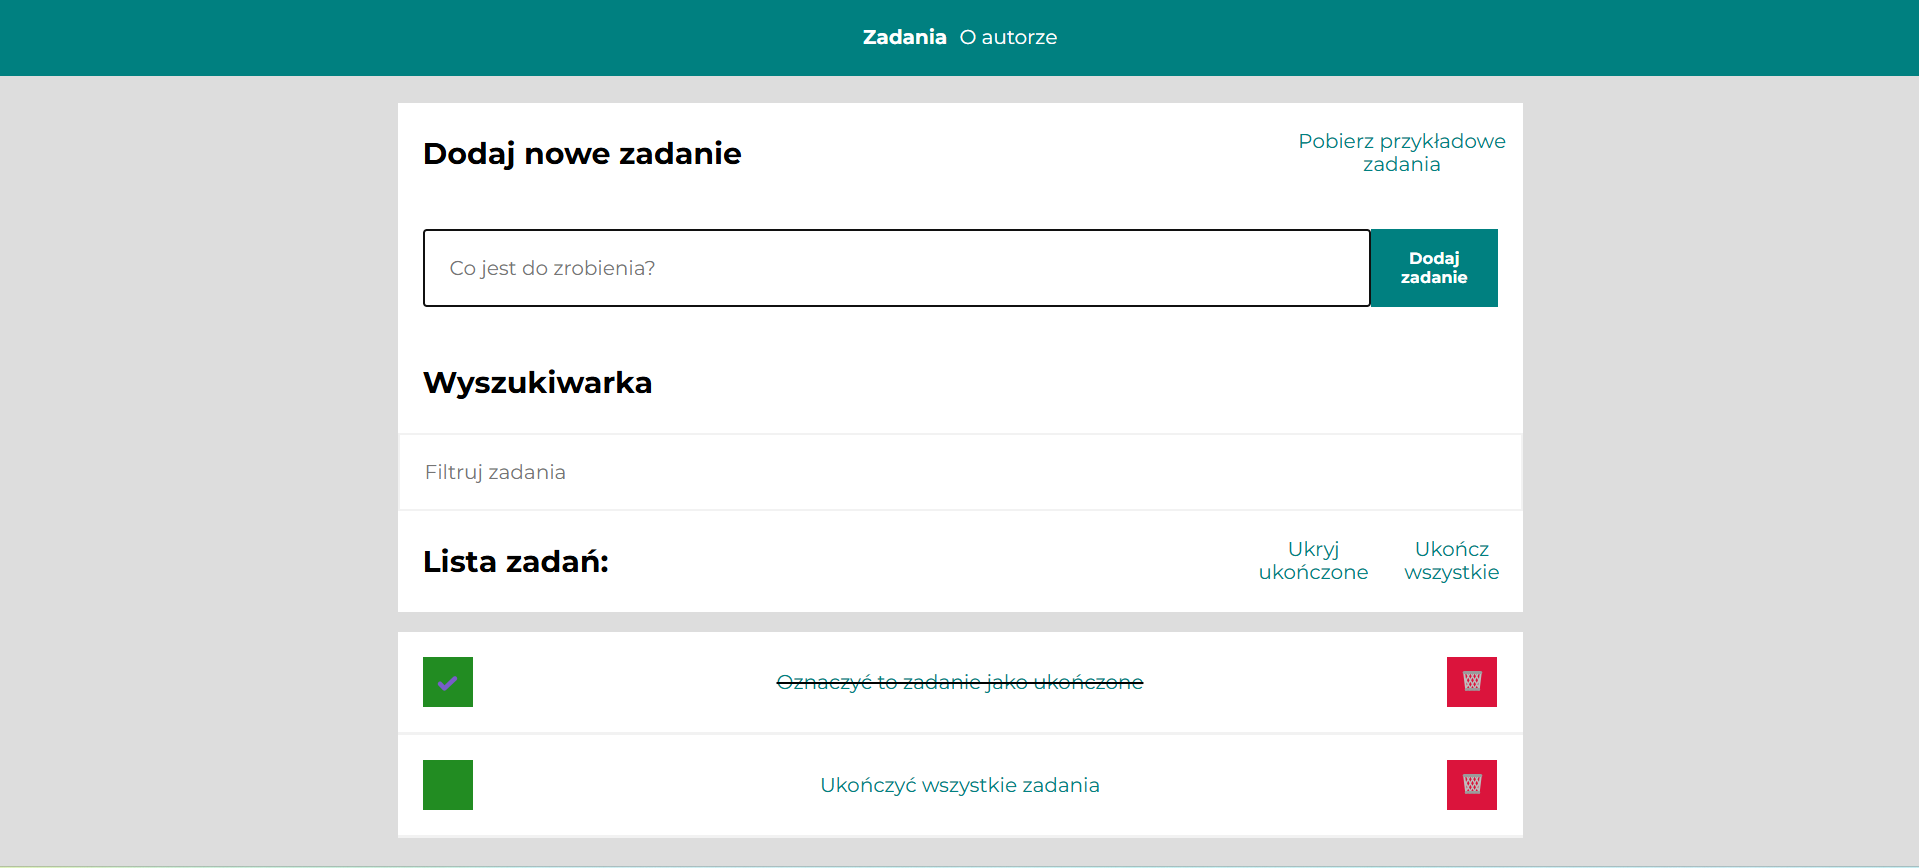 Zadania O autorze
Dodaj nowe zadanie
Pobierz przykładowe
zadania
Co jest do zrobienia?
Dodaj
zadanie
Wyszukiwarka
Filtruj zadania
Lista zadań:
Ukryj
ukończone
Ukończ
wszystkie
Oznaczyć to zadanie jako ukończone
Ukończyć wszystkie zadania